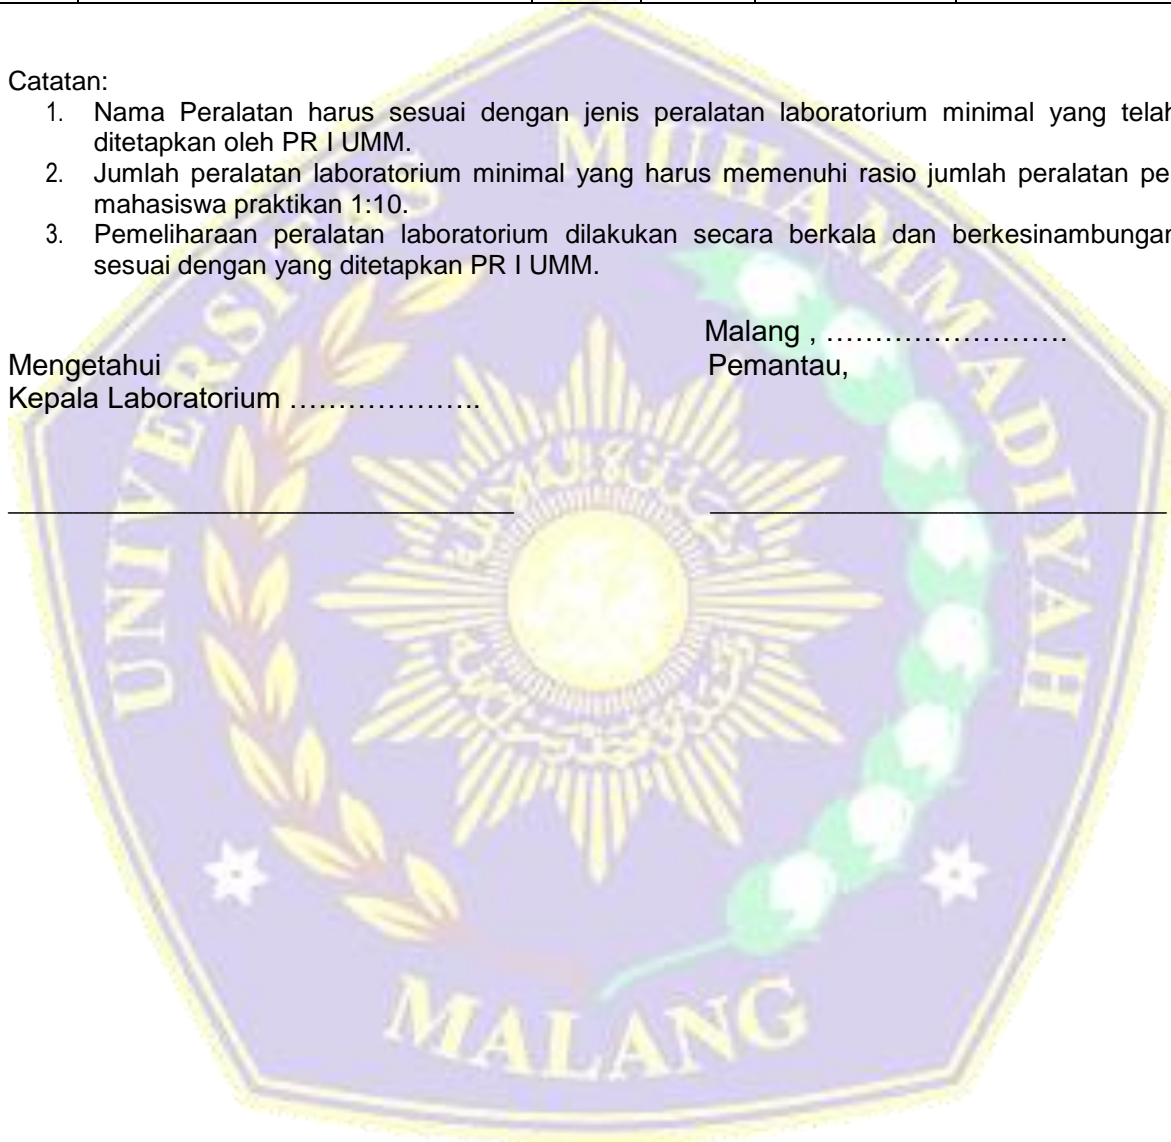 Catatan:
1. Nama Peralatan harus sesuai dengan jenis peralatan laboratorium minimal yang telah
ditetapkan oleh PR I UMM.
2. Jumlah peralatan laboratorium minimal yang harus memenuhi rasio jumlah peralatan pe
mahasiswa praktikan 1:10.
3. Pemeliharaan peralatan laboratorium dilakukan secara berkala dan berkesinambungan
sesuai dengan yang ditetapkan PR I UMM.
Malang , …………………….
Mengetahui Pemantau,
Kepala Laboratorium ………………..
UNIVERSITAS MUHAMMADIYAH
MALANG